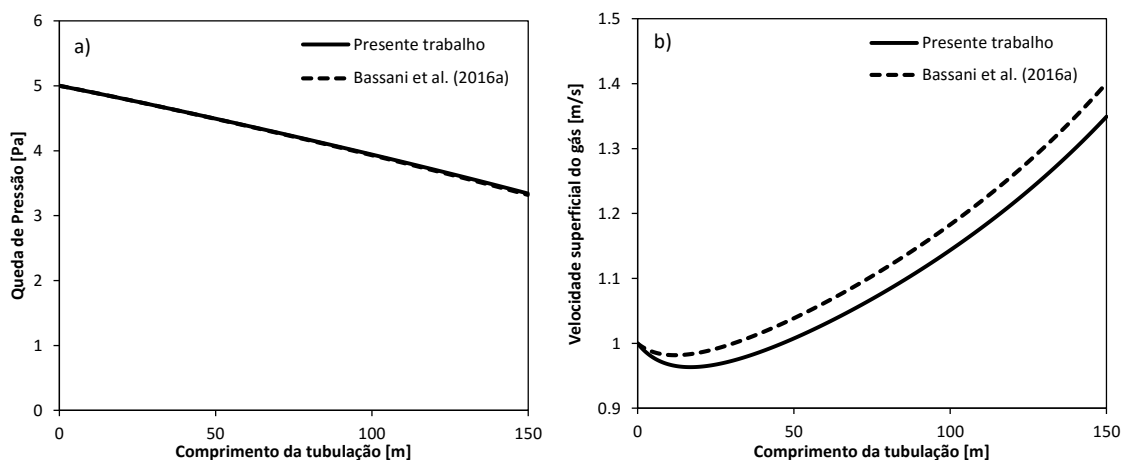 a)
Presente trabalho
Bassani et al. (2016a)
Queda de Pressão [Pa]
6
5
4
3
2
1
0
0 50 100 150
Comprimento da tubulação [m]
b)
Presente trabalho
Bassani et al. (2016a)
Velocidade superficial do gás [m/s]
1.5
1.4
1.3
1.2
1.1
1
0.9
0 50 100 150
Comprimento da tubulação [m]